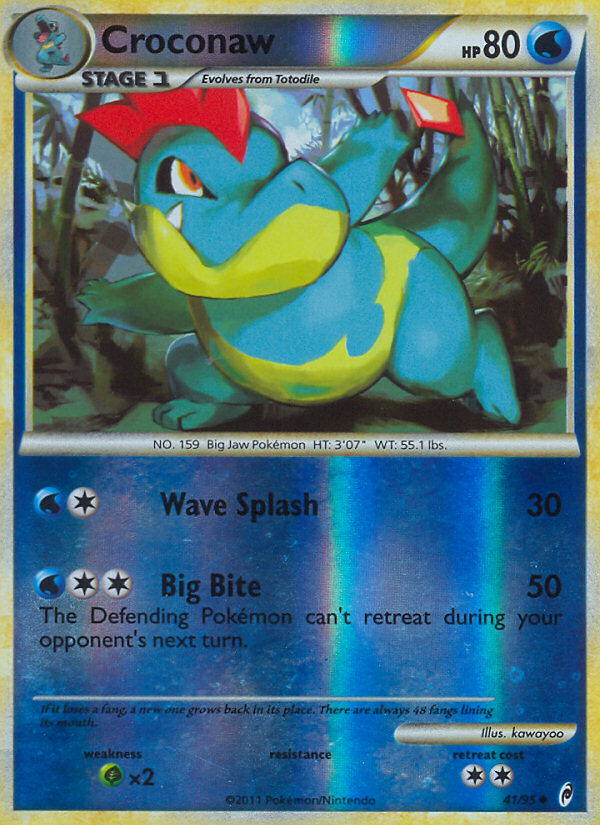 Croconaw
HP 80
STAGE 1
Evolves from Totodile
NO. 159 Big Jaw Pokémon HT: 3'07" WT: 55.1 lbs.
Wave Splash 30
Big Bite 50
The Defending Pokémon can't retreat during your
opponent's next turn.
If it loses a fang, a new one grows back in its place. There are always 48 fangs lining
its mouth.
Illus. kawayoo
weakness resistance retreat cost
×2
©2011 Pokémon/Nintendo 41/95